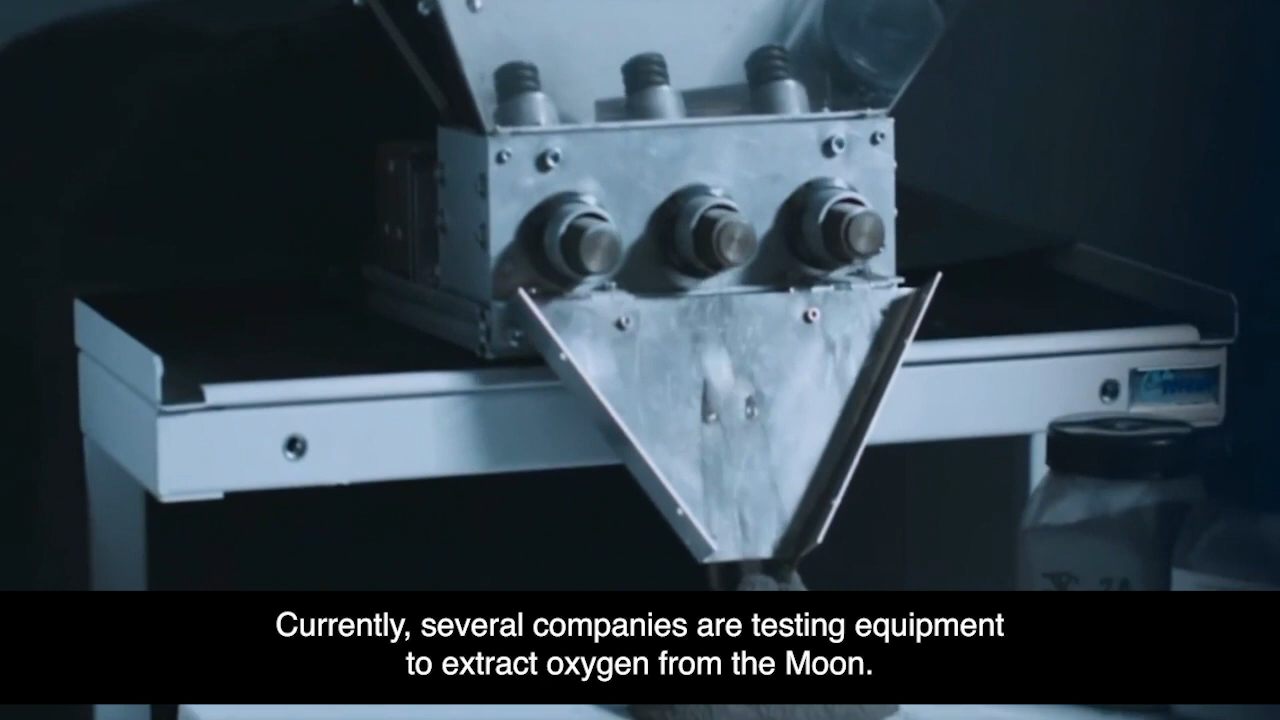 Currently, several companies are testing equipment
to extract oxygen from the Moon.